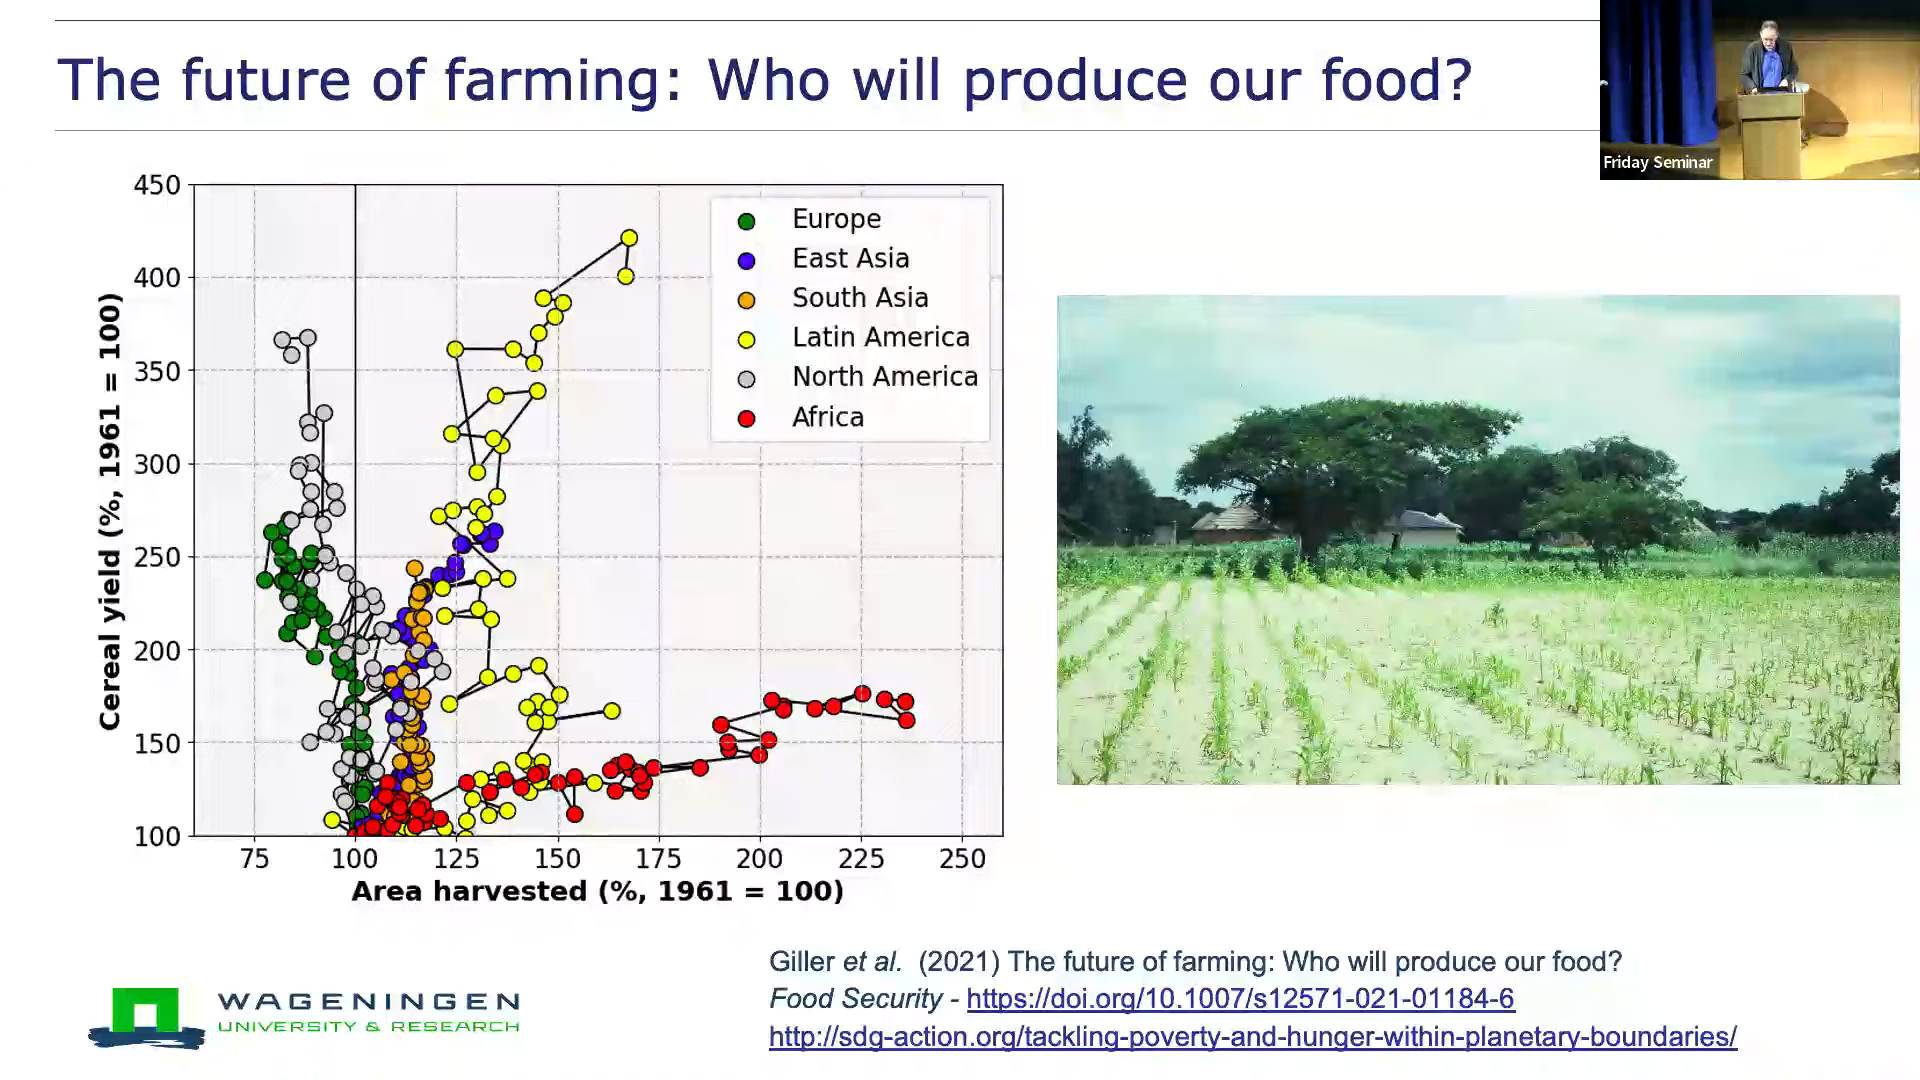 The future of farming: Who will produce our food?
Friday Seminar
450
400
350
300
250
200
150
100
Cereal yield (%, 1961 = 100)
Europe
East Asia
South Asia
Latin America
North America
Africa
75 100 125 150 175 200 225 250
Area harvested (%, 1961 = 100)
Giller et al. (2021) The future of farming: Who will produce our food?
Food Security - https://doi.org/10.1007/s12571-021-01184-6
http://sdg-action.org/tackling-poverty-and-hunger-within-planetary-boundaries/
WAGENINGEN
UNIVERSITY & RESEARCH